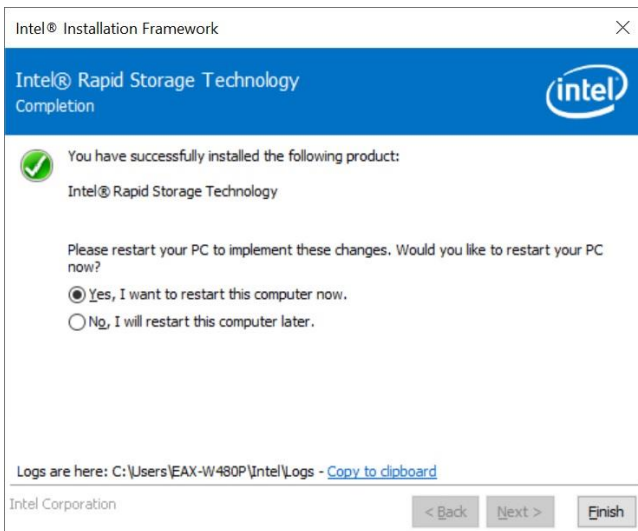 Intel® Installation Framework
Intel® Rapid Storage Technology
Completion
intel
You have successfully installed the following product:
Intel® Rapid Storage Technology
Please restart your PC to implement these changes. Would you like to restart your PC
now?
Yes, I want to restart this computer now.
No, I will restart this computer later.
Logs are here: C:\Users\EAX-W480P\Intel\Logs - Copy to clipboard
Intel Corporation
< Back
Next >
Finish